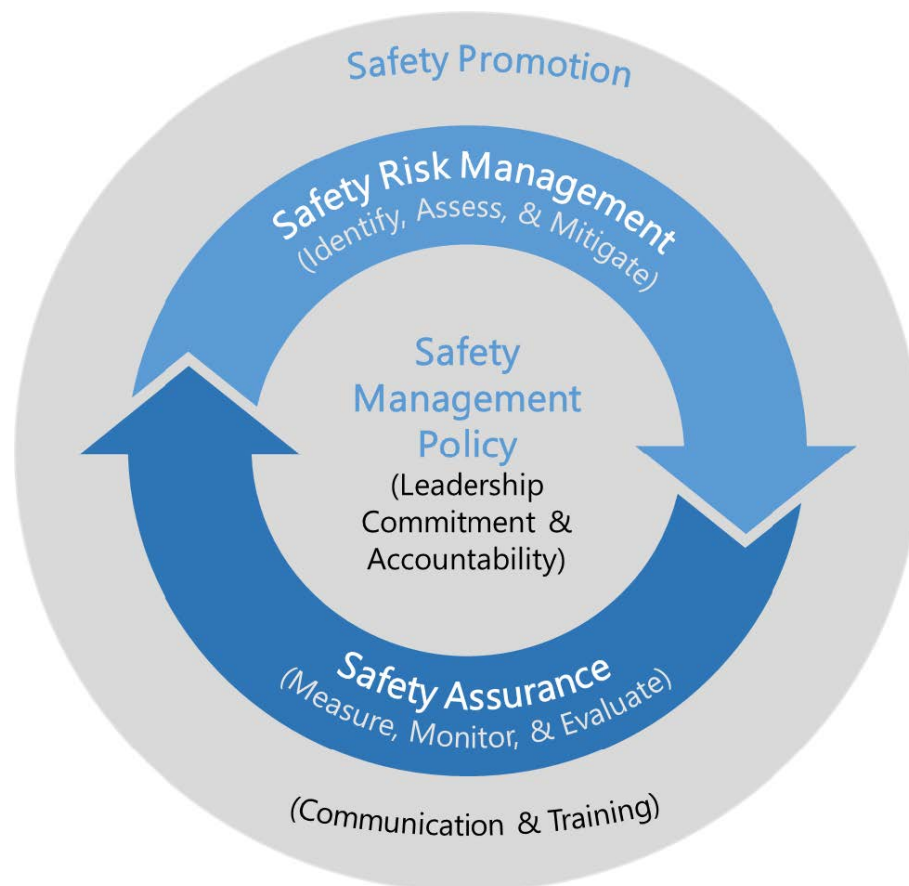 Safety Promotion
Safety Risk Management
(Identify, Assess, & Mitigate)
Safety
Management
Policy
(Leadership
Commitment &
Accountability)
Safety Assurance
(Measure, Monitor, & Evaluate)
(Communication & Training)